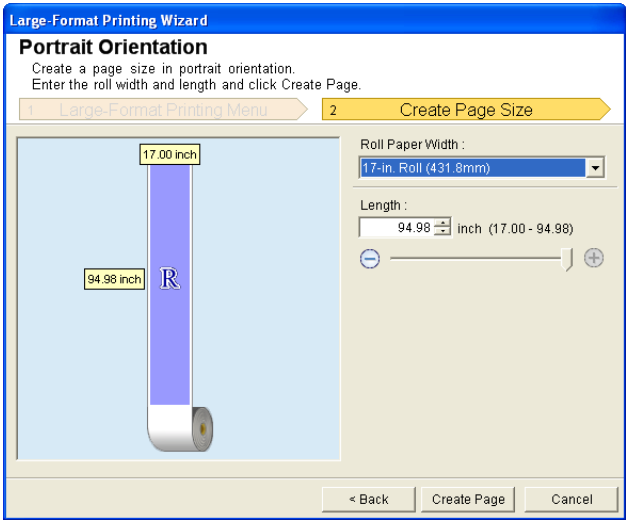 Large-Format Printing Wizard
Portrait Orientation
Create a page size in portrait orientation.
Enter the roll width and length and click Create Page.
1 Large-Format Printing Menu
2 Create Page Size
17.00 inch
94.98 inch
R
Roll Paper Width :
17-in. Roll (431.8mm)
Length :
94.98 inch (17.00 - 94.98)
< Back
Create Page
Cancel